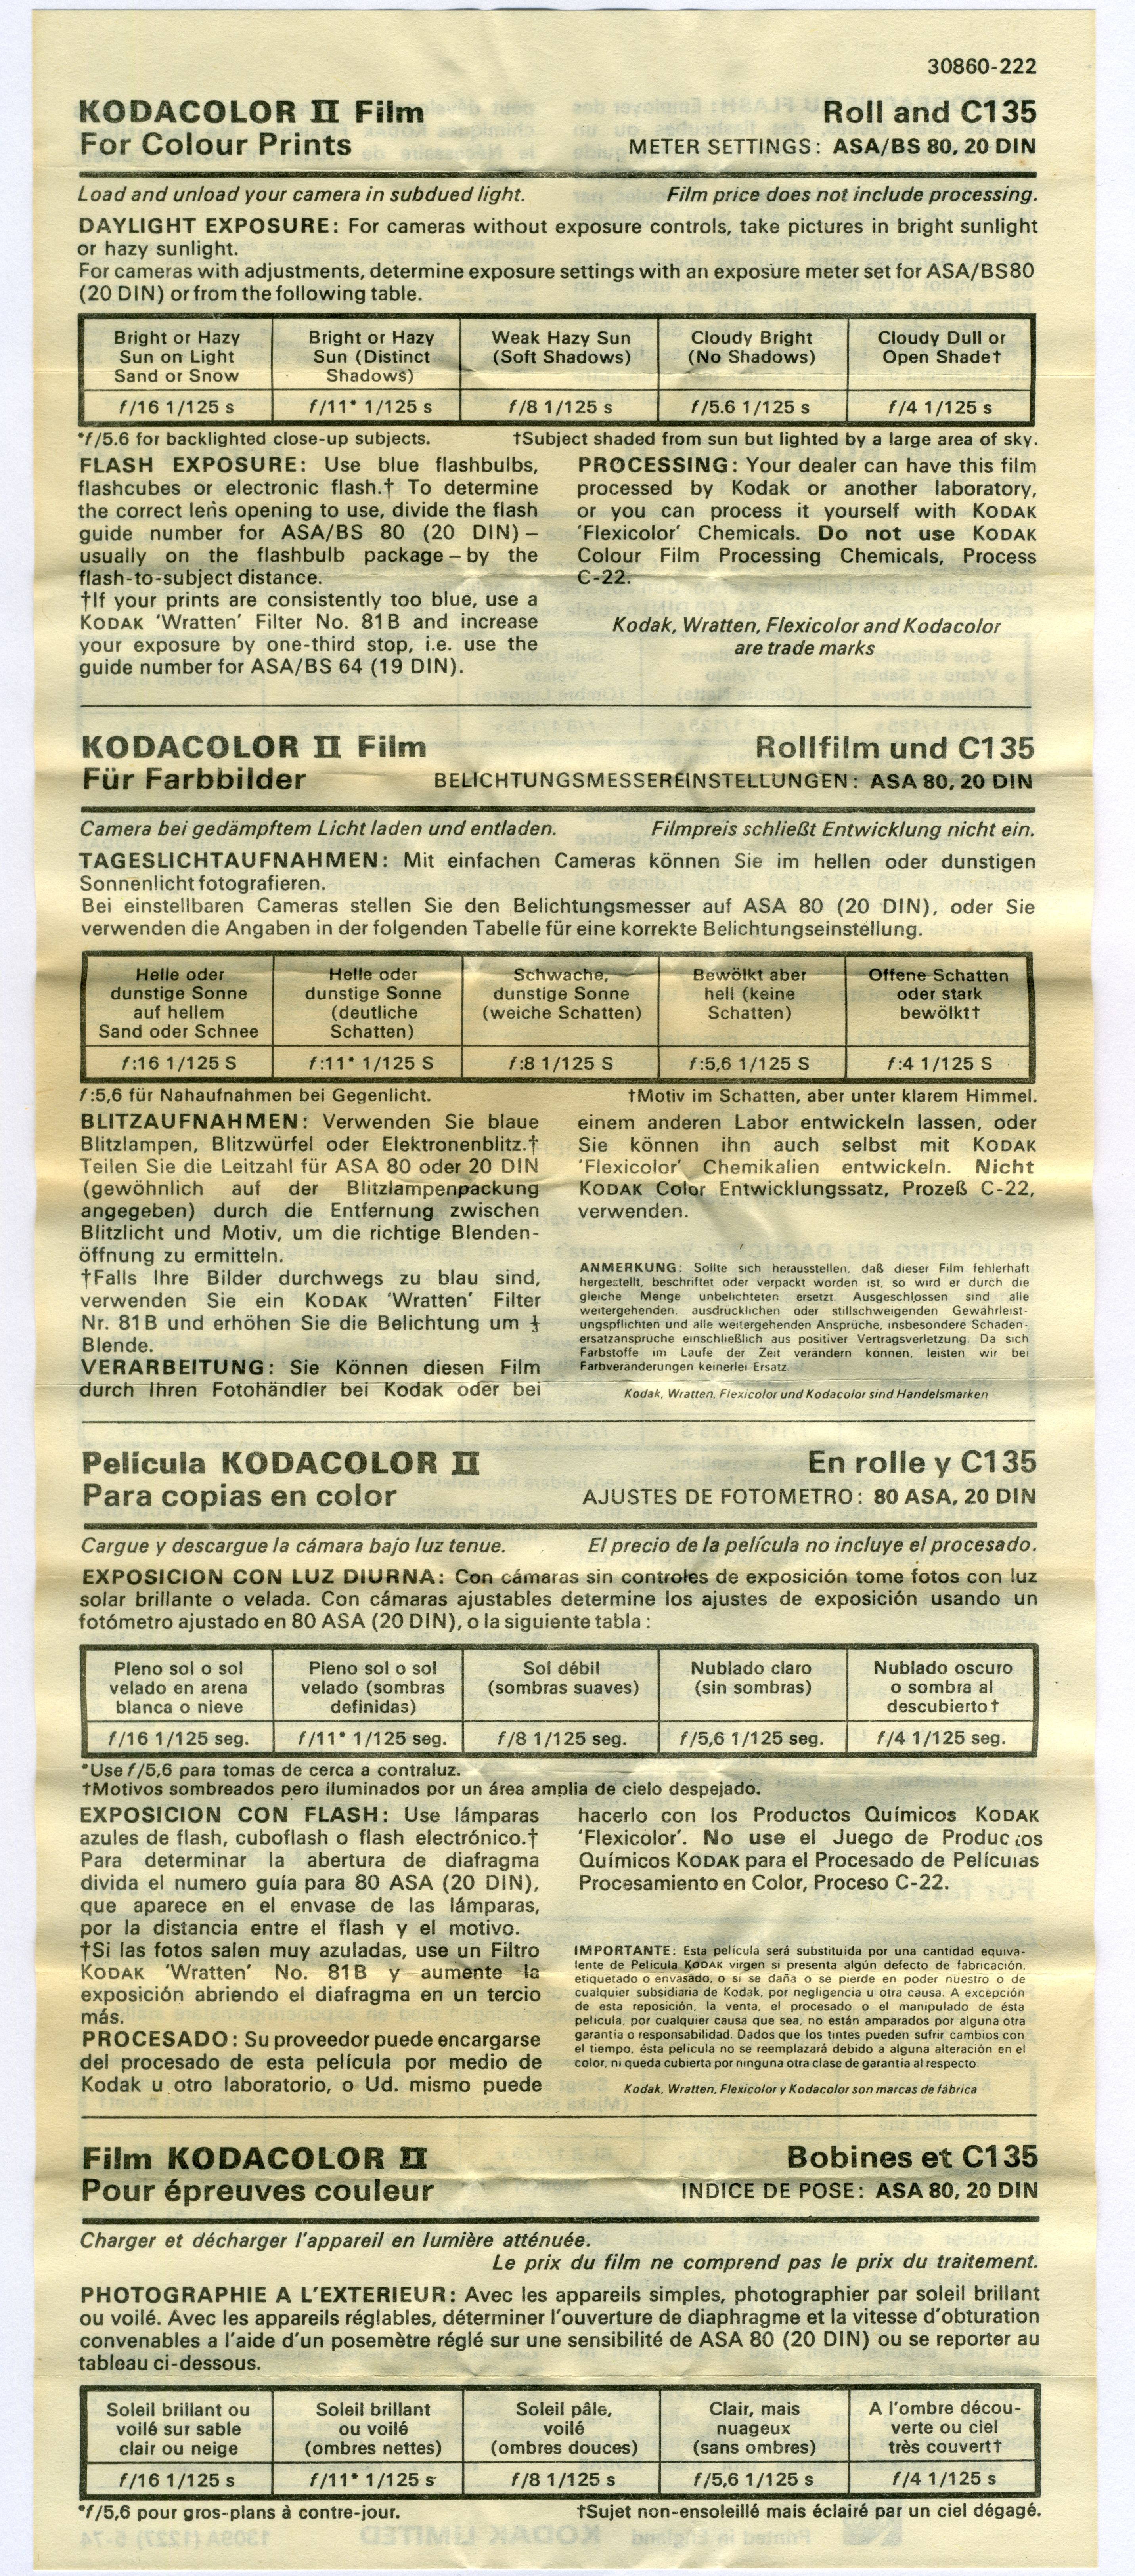 30860-222
KODACOLOR II Film Roll and C135
For Colour Prints METER SETTINGS: ASA/BS 80, 20 DIN
Load and unload your camera in subdued light. Film price does not include processing.
DAYLIGHT EXPOSURE: For cameras without exposure controls, take pictures in bright sunlight
or hazy sunlight.
For cameras with adjustments, determine exposure settings with an exposure meter set for ASA/BS80
(20 DIN) or from the following table.
Bright or Hazy
Sun on Light
Sand or Snow
Bright or Hazy
Sun (Distinct
Shadows)
Weak Hazy Sun
(Soft Shadows)
Cloudy Bright
(No Shadows)
Cloudy Dull or
Open Shade†
f/16 1/125 s f/11* 1/125 s f/8 1/125 s f/5.6 1/125 s f/4 1/125 s
*f/5.6 for backlighted close-up subjects. †Subject shaded from sun but lighted by a large area of sky.
FLASH EXPOSURE: Use blue flashbulbs,
flashcubes or electronic flash.† To determine
the correct lens opening to use, divide the flash
guide number for ASA/BS 80 (20 DIN) –
usually on the flashbulb package – by the
flash-to-subject distance.
†If your prints are consistently too blue, use a
KODAK 'Wratten' Filter No. 81B and increase
your exposure by one-third stop, i.e. use the
guide number for ASA/BS 64 (19 DIN).
PROCESSING: Your dealer can have this film
processed by Kodak or another laboratory,
or you can process it yourself with KODAK
'Flexicolor' Chemicals. Do not use KODAK
Colour Film Processing Chemicals, Process
C-22.
Kodak, Wratten, Flexicolor and Kodacolor
are trade marks
KODACOLOR II Film Rollfilm und C135
Für Farbbilder BELICHTUNGSMESSEREINSTELLUNGEN: ASA 80, 20 DIN
Camera bei gedämpftem Licht laden und entladen. Filmpreis schließt Entwicklung nicht ein.
TAGESLICHTAUFNAHMEN: Mit einfachen Cameras können Sie im hellen oder dunstigen
Sonnenlicht fotografieren.
Bei einstellbaren Cameras stellen Sie den Belichtungsmesser auf ASA 80 (20 DIN), oder Sie
verwenden die Angaben in der folgenden Tabelle für eine korrekte Belichtungseinstellung.
Helle oder
dunstige Sonne
auf hellem
Sand oder Schnee
Helle oder
dunstige Sonne
(deutliche
Schatten)
Schwache,
dunstige Sonne
(weiche Schatten)
Bewölkt aber
hell (keine
Schatten)
Offene Schatten
oder stark
bewölkt†
f:16 1/125 S f:11* 1/125 S f:8 1/125 S f:5,6 1/125 S f:4 1/125 S
f:5,6 für Nahaufnahmen bei Gegenlicht. †Motiv im Schatten, aber unter klarem Himmel.
BLITZAUFNAHMEN: Verwenden Sie blaue
Blitzlampen, Blitzwürfel oder Elektronenblitz.†
Teilen Sie die Leitzahl für ASA 80 oder 20 DIN
(gewöhnlich auf der Blitzlampenpackung
angegeben) durch die Entfernung zwischen
Blitzlicht und Motiv, um die richtige Blenden-
öffnung zu ermitteln.
†Falls Ihre Bilder durchwegs zu blau sind,
verwenden Sie ein KODAK 'Wratten' Filter
Nr. 81B und erhöhen Sie die Belichtung um ⅓
Blende.
VERARBEITUNG: Sie Können diesen Film
durch Ihren Fotohändler bei Kodak oder bei
einem anderen Labor entwickeln lassen, oder
Sie können ihn auch selbst mit KODAK
'Flexicolor' Chemikalien entwickeln. Nicht
KODAK Color Entwicklungssatz, Prozeß C-22,
verwenden.
ANMERKUNG: Sollte sich herausstellen, daß dieser Film fehlerhaft
hergestellt, beschriftet oder verpackt worden ist, so wird er durch die
gleiche Menge unbelichteten ersetzt. Ausgeschlossen sind alle
weitergehenden, ausdrucklichen oder stillschweigenden Gewahrleist-
ungspflichten und alle weitergehenden Anspruche, insbesondere Schaden-
ersatzanspruche einschließlich aus positiver Vertragsverletzung. Da sich
Farbstoffe im Laufe der Zeit verandern können, leisten wir bei
Farbveranderungen keinerlei Ersatz.
Kodak, Wratten, Flexicolor und Kodacolor sind Handelsmarken
Película KODACOLOR II En rolle y C135
Para copias en color AJUSTES DE FOTOMETRO: 80 ASA, 20 DIN
Cargue y descargue la cámara bajo luz tenue. El precio de la película no incluye el procesado.
EXPOSICION CON LUZ DIURNA: Con cámaras sin controles de exposición tome fotos con luz
solar brillante o velada. Con cámaras ajustables determine los ajustes de exposición usando un
fotómetro ajustado en 80 ASA (20 DIN), o la siguiente tabla :
Pleno sol o sol
velado en arena
blanca o nieve
Pleno sol o sol
velado (sombras
definidas)
Sol débil
(sombras suaves)
Nublado claro
(sin sombras)
Nublado oscuro
o sombra al
descubierto†
f/16 1/125 seg. f/11* 1/125 seg. f/8 1/125 seg. f/5,6 1/125 seg. f/4 1/125 seg.
*Use f/5,6 para tomas de cerca a contraluz.
†Motivos sombreados pero iluminados por un área amplia de cielo despejado.
EXPOSICION CON FLASH: Use lámparas
azules de flash, cuboflash o flash electrónico.†
Para determinar la abertura de diafragma
divida el numero guía para 80 ASA (20 DIN),
que aparece en el envase de las lámparas,
por la distancia entre el flash y el motivo.
†Si las fotos salen muy azuladas, use un Filtro
KODAK 'Wratten' No. 81B y aumente la
exposición abriendo el diafragma en un tercio
más.
PROCESADO: Su proveedor puede encargarse
del procesado de esta película por medio de
Kodak u otro laboratorio, o Ud. mismo puede
hacerlo con los Productos Químicos KODAK
'Flexicolor'. No use el Juego de Productos
Químicos KODAK para el Procesado de Películas
Procesamiento en Color, Proceso C-22.
IMPORTANTE: Esta película será substituida por una cantidad equiva-
lente de Película KODAK virgen si presenta algún defecto de fabricación,
etiquetado o envasado, o si se daña o se pierde en poder nuestro o de
cualquier subsidiaria de Kodak, por negligencia u otra causa. A excepción
de esta reposición, la venta, el procesado o el manipulado de ésta
película, por cualquier causa que sea, no están amparados por alguna otra
garantía o responsabilidad. Dados que los tintes pueden sufrir cambios con
el tiempo, ésta película no se reemplazará debido a alguna alteración en el
color, ni queda cubierta por ninguna otra clase de garantía al respecto.
Kodak, Wratten, Flexicolor y Kodacolor son marcas de fábrica
Film KODACOLOR II Bobines et C135
Pour épreuves couleur INDICE DE POSE: ASA 80, 20 DIN
Charger et décharger l'appareil en lumière atténuée.
Le prix du film ne comprend pas le prix du traitement.
PHOTOGRAPHIE A L'EXTERIEUR: Avec les appareils simples, photographier par soleil brillant
ou voilé. Avec les appareils réglables, déterminer l'ouverture de diaphragme et la vitesse d'obturation
convenables a l'aide d'un posemètre réglé sur une sensibilité de ASA 80 (20 DIN) ou se reporter au
tableau ci-dessous.
Soleil brillant ou
voilé sur sable
clair ou neige
Soleil brillant
ou voilé
(ombres nettes)
Soleil pâle,
voilé
(ombres douces)
Clair, mais
nuageux
(sans ombres)
A l'ombre décou-
verte ou ciel
très couvert†
f/16 1/125 s f/11* 1/125 s f/8 1/125 s f/5,6 1/125 s f/4 1/125 s
*f/5,6 pour gros-plans à contre-jour. †Sujet non-ensoleillé mais éclairé par un ciel dégagé.